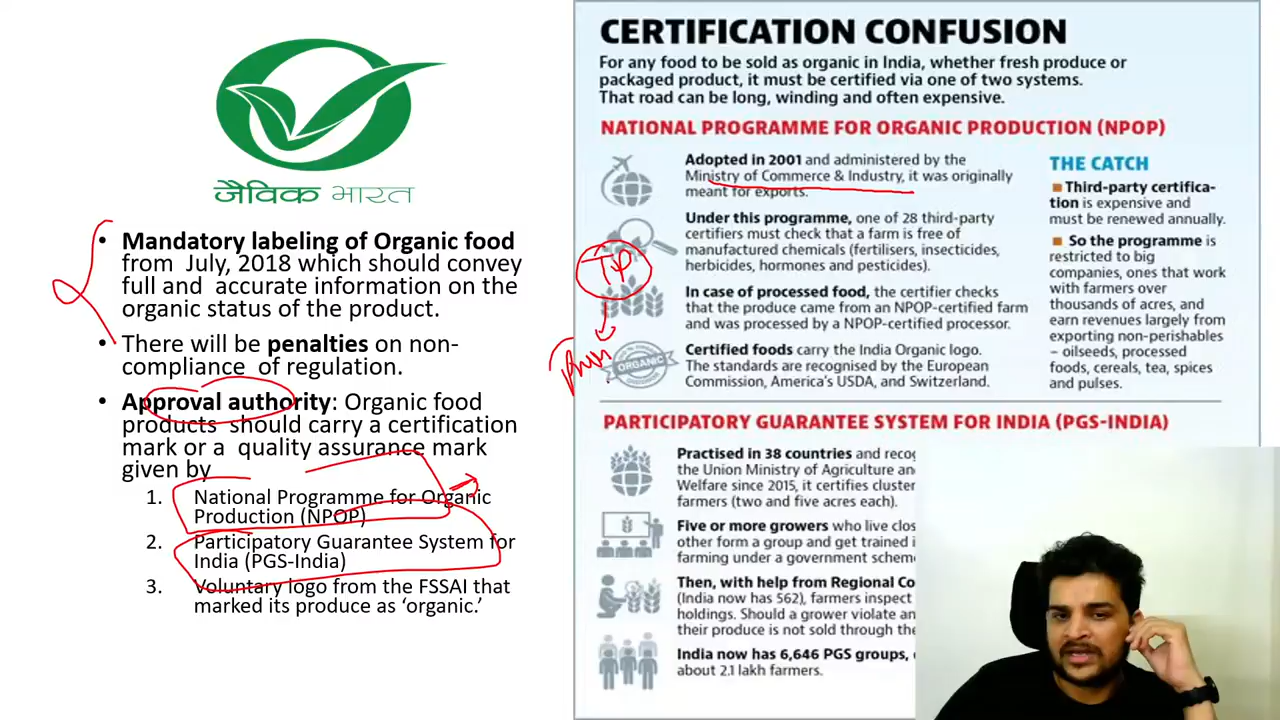 जैविक भारत
• Mandatory labeling of Organic food
from July, 2018 which should convey
full and accurate information on the
organic status of the product.
• There will be penalties on non-
compliance of regulation.
• Approval authority: Organic food
products should carry a certification
mark or a quality assurance mark
given by
1. National Programme for Organic
Production (NPOP)
2. Participatory Guarantee System for
India (PGS-India)
3. Voluntary logo from the FSSAI that
marked its produce as ‘organic.’
CERTIFICATION CONFUSION
For any food to be sold as organic in India, whether fresh produce or
packaged product, it must be certified via one of two systems.
That road can be long, winding and often expensive.
NATIONAL PROGRAMME FOR ORGANIC PRODUCTION (NPOP)
Adopted in 2001 and administered by the
Ministry of Commerce & Industry, it was originally
meant for exports.
Under this programme, one of 28 third-party
certifiers must check that a farm is free of
manufactured chemicals (fertilisers, insecticides,
herbicides, hormones and pesticides).
TP
In case of processed food, the certifier checks
that the produce came from an NPOP-certified farm
and was processed by a NPOP-certified processor.
ORGANIC
Certified foods carry the India Organic logo.
The standards are recognised by the European
Commission, America's USDA, and Switzerland.
THE CATCH
Third-party certifica-
tion is expensive and
must be renewed annually.
So the programme is
restricted to big
companies, ones that work
with farmers over
thousands of acres, and
earn revenues largely from
exporting non-perishables
– oilseeds, processed
foods, cereals, tea, spices
and pulses.
PARTICIPATORY GUARANTEE SYSTEM FOR INDIA (PGS-INDIA)
Practised in 38 countries and recog
the Union Ministry of Agriculture an
Welfare since 2015, it certifies cluster
farmers (two and five acres each).
Five or more growers who live clos
other form a group and get trained i
farming under a government schem
Then, with help from Regional Co
(India now has 562), farmers inspect
holdings. Should a grower violate an
their produce is not sold through the
India now has 6,646 PGS groups,
about 2.1 lakh farmers.